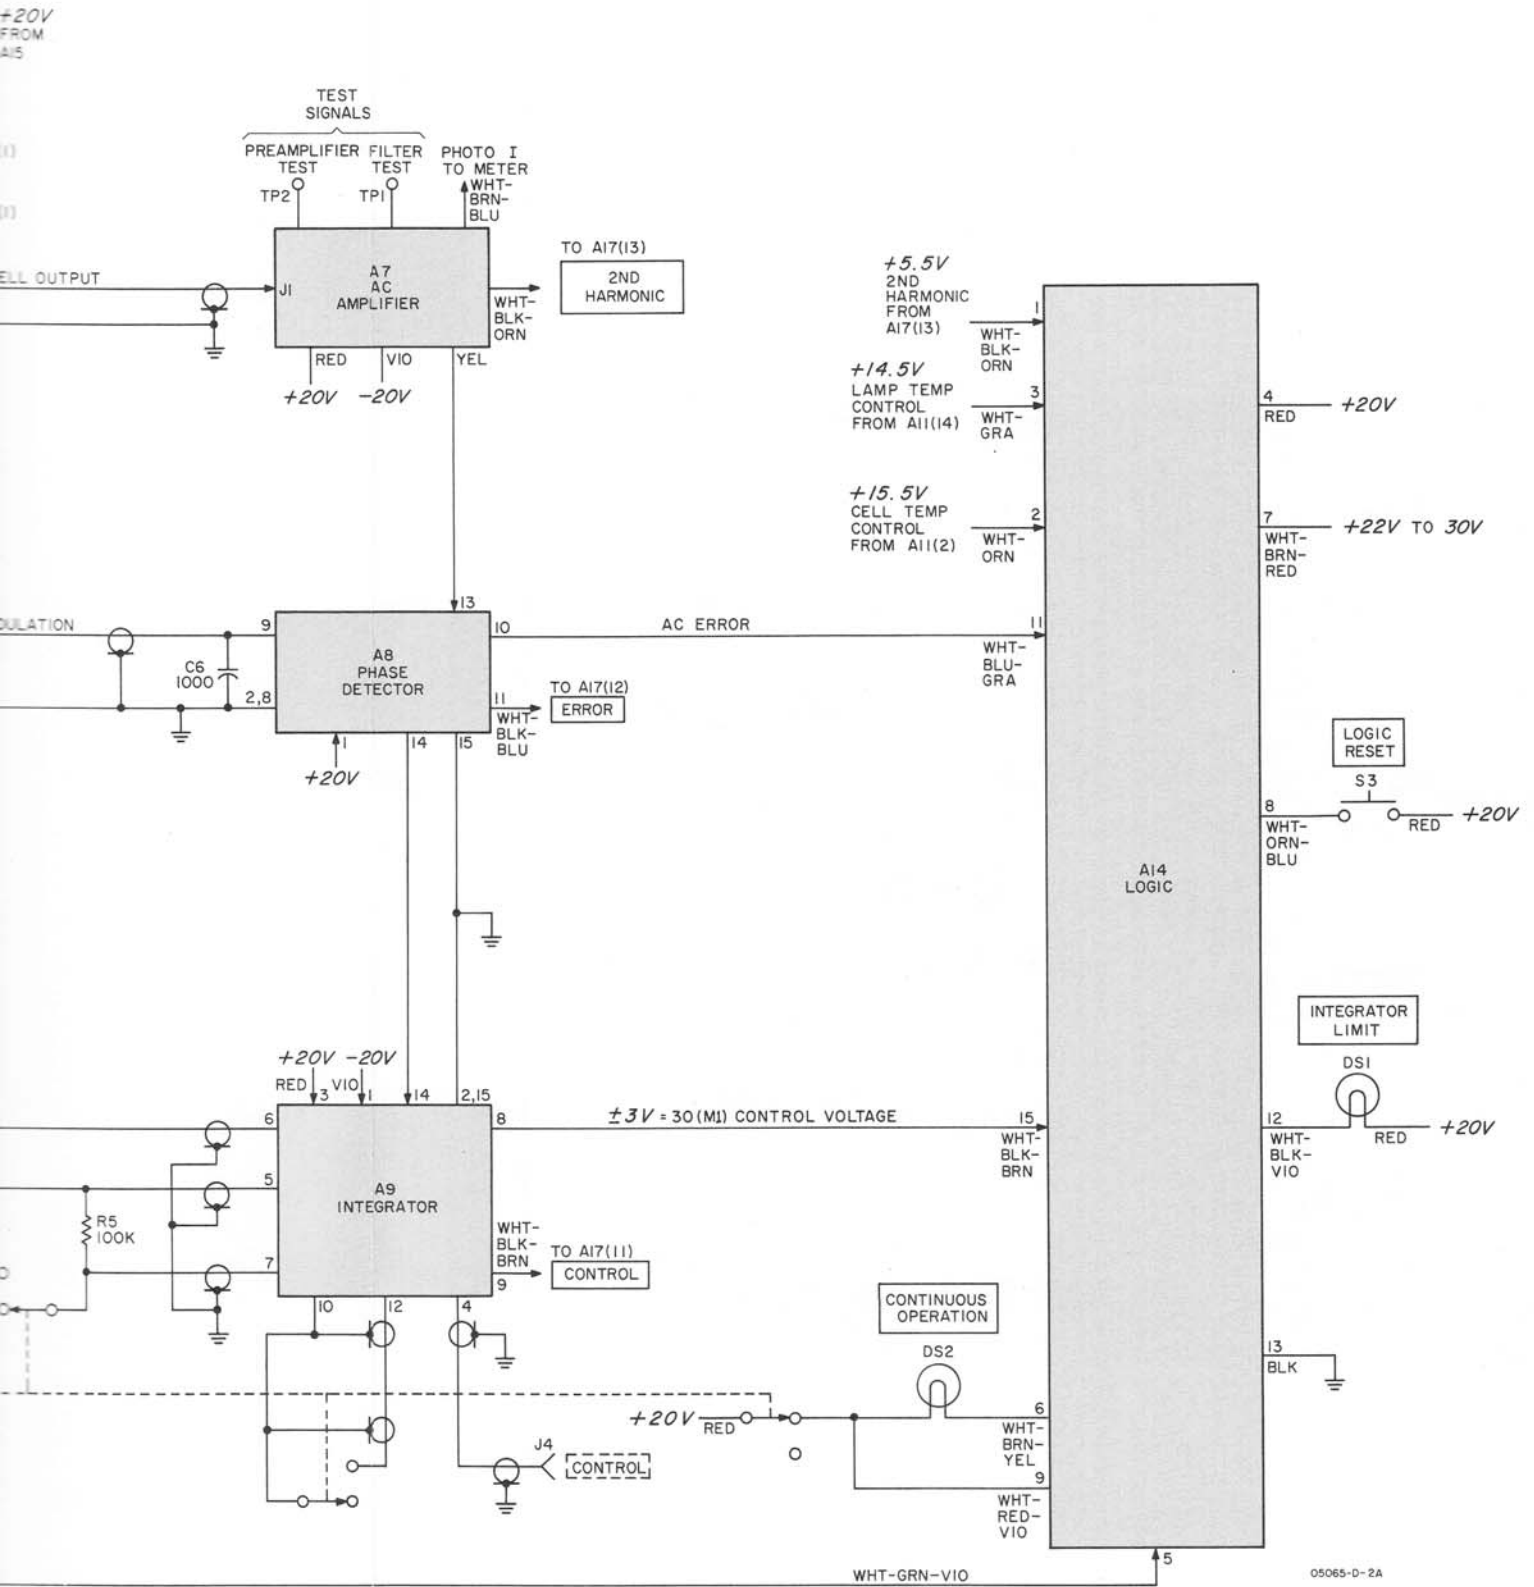 +20V
FROM
A15
TEST
SIGNALS
PREAMPLIFIER
TEST
FILTER
TEST
PHOTO I
TO METER
TP2
TP1
WHT-
BRN-
BLU
ELL OUTPUT
J1
A7
AC
AMPLIFIER
TO A17(13)
2ND
HARMONIC
WHT-
BLK-
ORN
RED
VIO
YEL
+20V
-20V
+5.5V
2ND
HARMONIC
FROM
A17(13)
1
WHT-
BLK-
ORN
+14.5V
LAMP TEMP
CONTROL
FROM A11(14)
3
WHT-
GRA
4
RED
+20V
+15.5V
CELL TEMP
CONTROL
FROM A11(2)
2
WHT-
ORN
7
WHT-
BRN-
RED
+22V TO 30V
DULATION
C6
1000
9
2,8
13
A8
PHASE
DETECTOR
10
AC ERROR
11
WHT-
BLU-
GRA
11
WHT-
BLK-
BLU
TO A17(12)
ERROR
1
14
15
+20V
LOGIC
RESET
S3
8
WHT-
ORN-
BLU
RED
+20V
A14
LOGIC
INTEGRATOR
LIMIT
DS1
12
WHT-
BLK-
VIO
RED
+20V
+20V
-20V
RED
3
VIO
1
14
2,15
6
8
±3V = 30 (M1) CONTROL VOLTAGE
15
WHT-
BLK-
BRN
5
A9
INTEGRATOR
R5
100K
7
WHT-
BLK-
BRN
9
TO A17(11)
CONTROL
10
12
4
CONTINUOUS
OPERATION
DS2
13
BLK
+20V
RED
6
WHT-
BRN-
YEL
J4
CONTROL
9
WHT-
RED-
VIO
5
WHT-GRN-VIO
05065-D-2A